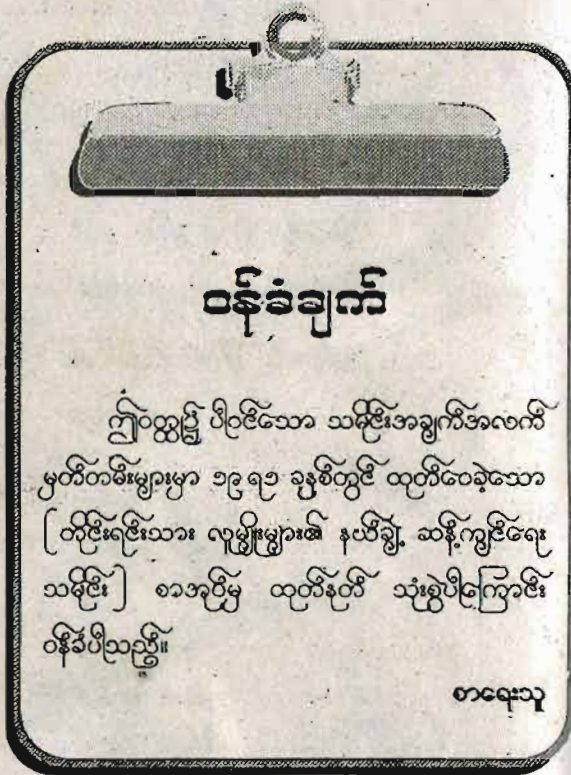 ဝန်ခံချက်
ဤဝတ္ထု၌ ပါဝင်သော သမိုင်းအချက်အလက်
မှတ်တမ်းများမှာ ၁၉၇၁ ခုနှစ်တွင် ထုတ်ဝေခဲ့သော
[တိုင်းရင်းသား လူမျိုးများ၏ နယ်ချဲ့ ဆန့်ကျင်ရေး
သမိုင်း] စာအုပ်မှ ထုတ်နုတ် သုံးစွဲပါကြောင်း
ဝန်ခံပါသည်။
စာရေးသူ